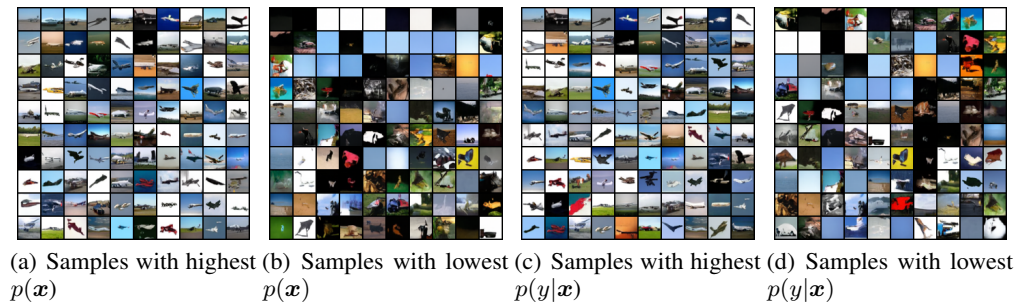 (a) Samples with highest p(x)
(b) Samples with lowest p(x)
(c) Samples with highest p(y|x)
(d) Samples with lowest p(y|x)